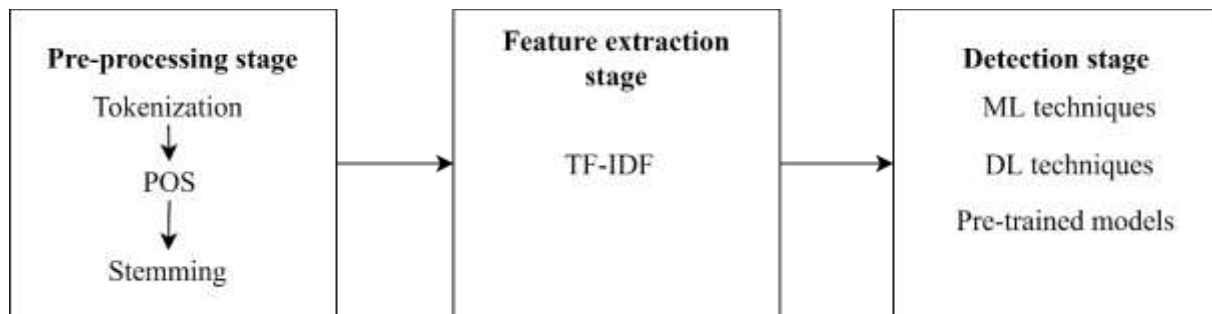 Pre-processing stage
Tokenization
POS
Stemming
Feature extraction
stage
TF-IDF
Detection stage
ML techniques
DL techniques
Pre-trained models